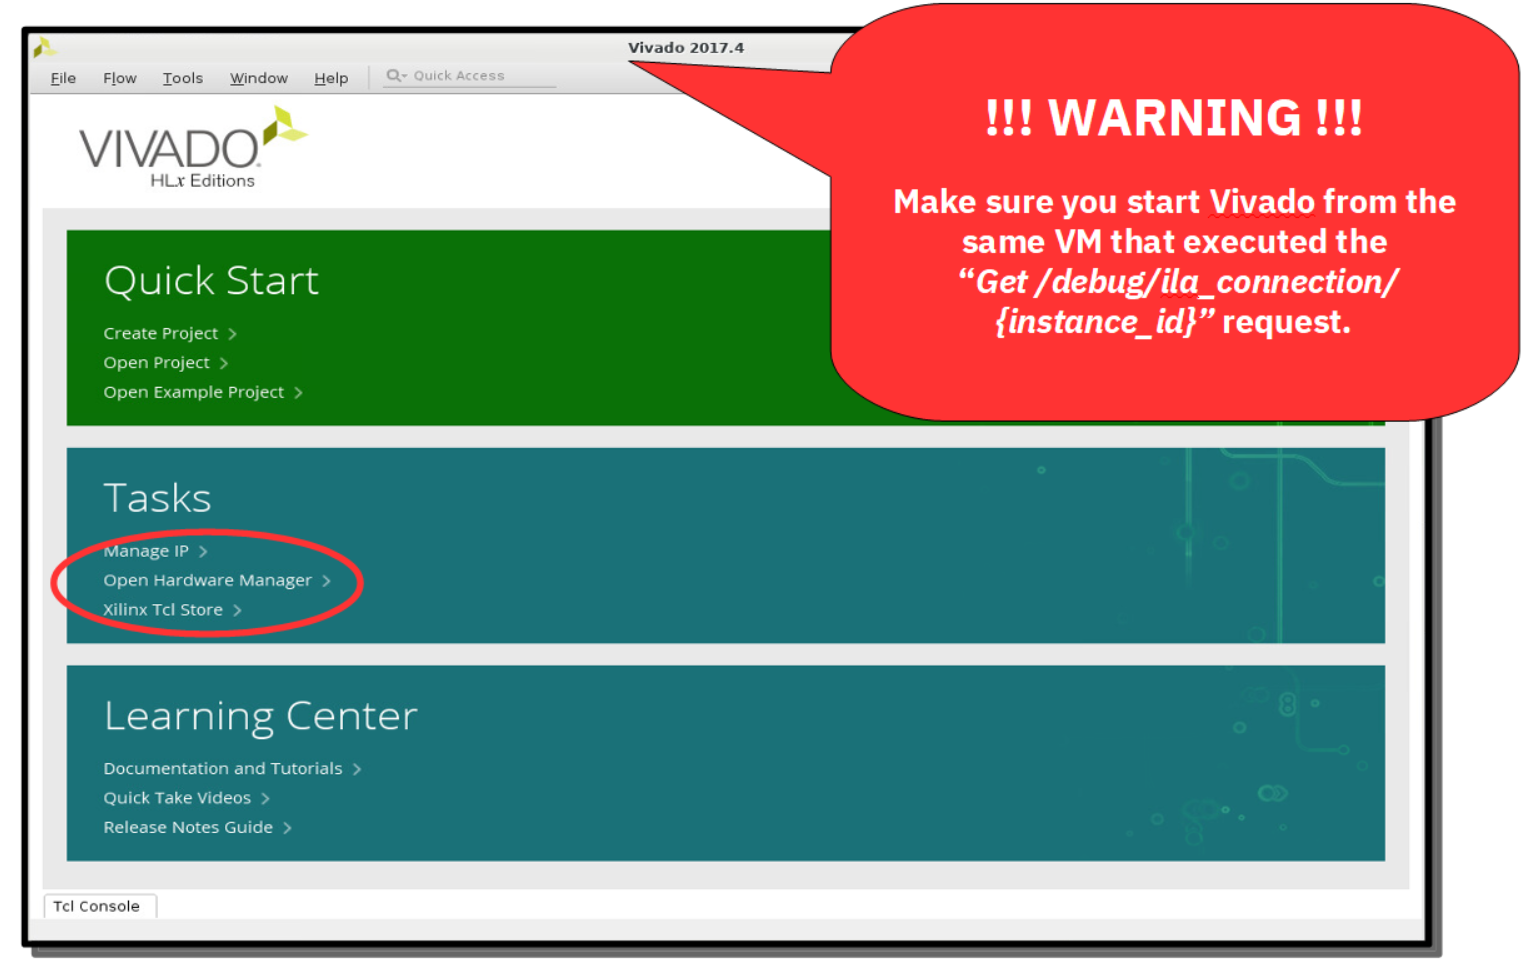 Vivado 2017.4
File Flow Tools Window Help Quick Access
VIVADO.
HLx Editions
!!! WARNING !!!
Make sure you start Vivado from the
same VM that executed the
“Get /debug/ila_connection/
{instance_id}” request.
Quick Start
Create Project >
Open Project >
Open Example Project >
Tasks
Manage IP >
Open Hardware Manager >
Xilinx Tcl Store >
Learning Center
Documentation and Tutorials >
Quick Take Videos >
Release Notes Guide >
Tcl Console